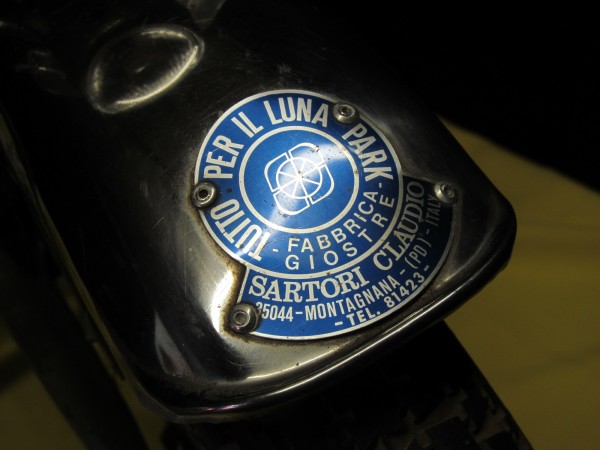 TUTTO PER IL LUNA PARK
- FABBRICA -
GIOSTRE
SARTORI CLAUDIO
35044 - MONTAGNANA - (PD) - ITALY
- TEL. 81423 -